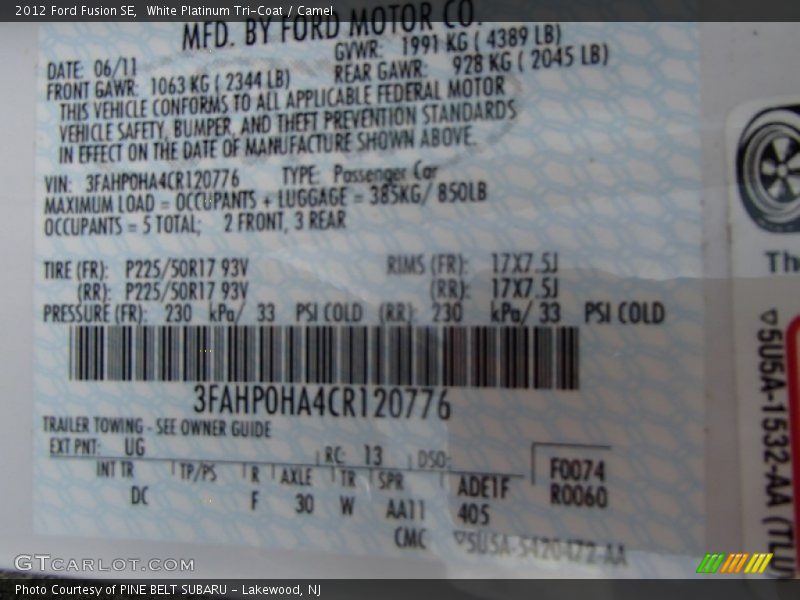 2012 Ford Fusion SE, White Platinum Tri-Coat / Camel
MFD. BY FORD MOTOR CO.
DATE: 06/11 GVWR: 1991 KG ( 4389 LB)
FRONT GAWR: 1063 KG ( 2344 LB) REAR GAWR: 928 KG ( 2045 LB)
THIS VEHICLE CONFORMS TO ALL APPLICABLE FEDERAL MOTOR
VEHICLE SAFETY, BUMPER, AND THEFT PREVENTION STANDARDS
IN EFFECT ON THE DATE OF MANUFACTURE SHOWN ABOVE.
VIN: 3FAHP0HA4CR120776 TYPE: Passenger Car
MAXIMUM LOAD = OCCUPANTS + LUGGAGE = 385KG/ 850LB
OCCUPANTS = 5 TOTAL; 2 FRONT, 3 REAR
TIRE (FR): P225/50R17 93V RIMS (FR): 17X7.5J
(RR): P225/50R17 93V (RR): 17X7.5J
PRESSURE (FR): 230 kPa/ 33 PSI COLD (RR): 230 kPa/ 33 PSI COLD
3FAHP0HA4CR120776
TRAILER TOWING - SEE OWNER GUIDE
EXT PNT: UG RC: 13 DSO: F0074
INT TR TP/PS R AXLE TR SPR ADE1F R0060
DC F 30 W AA11 405
CMC ▽5U5A-5420472-AA
Th
▽5U5A-1532-AA (TLU)
GTCARLOT.COM
Photo Courtesy of PINE BELT SUBARU - Lakewood, NJ